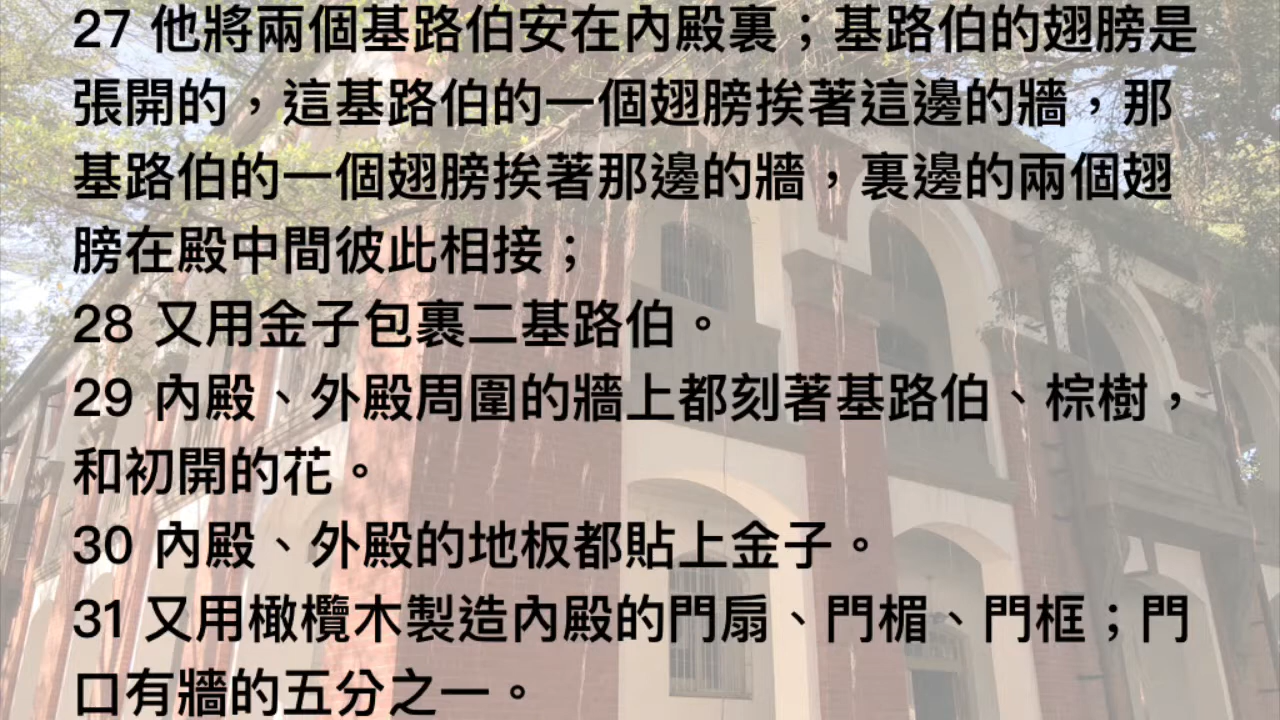 27 他將兩個基路伯安在內殿裏；基路伯的翅膀是
張開的，這基路伯的一個翅膀挨著這邊的牆，那
基路伯的一個翅膀挨著那邊的牆，裏邊的兩個翅
膀在殿中間彼此相接；
28 又用金子包裹二基路伯。
29 內殿、外殿周圍的牆上都刻著基路伯、棕樹，
和初開的花。
30 內殿、外殿的地板都貼上金子。
31 又用橄欖木製造內殿的門扇、門楣、門框；門
口有牆的五分之一。